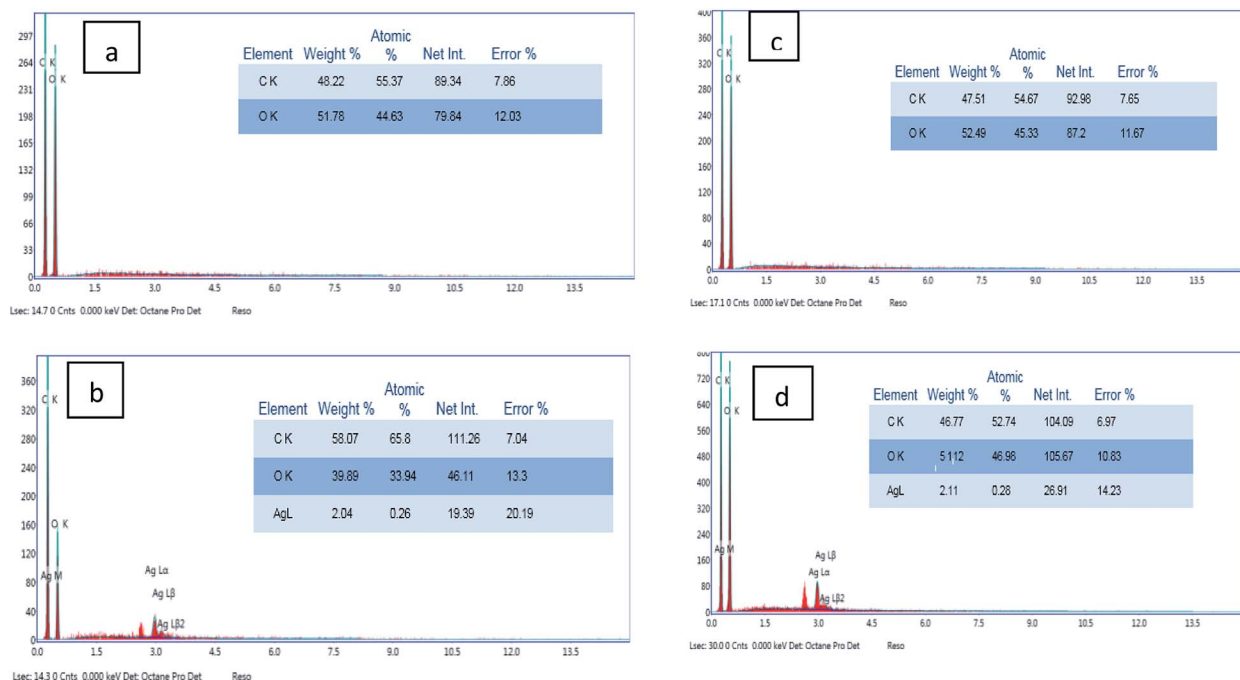 a
297
264
231
198
165
132
99
66
33
0
C K
O K
Atomic
Element Weight % % Net Int. Error %
C K 48.22 55.37 89.34 7.86
O K 51.78 44.63 79.84 12.03
0.0 1.5 3.0 4.5 6.0 7.5 9.0 10.5 12.0 13.5
Lsec: 14.7 0 Cnts 0.000 keV Det: Octane Pro Det Reso
c
400
360
320
280
240
200
160
120
80
40
0
C K
O K
Atomic
Element Weight % % Net Int. Error %
C K 47.51 54.67 92.98 7.65
O K 52.49 45.33 87.2 11.67
0.0 1.5 3.0 4.5 6.0 7.5 9.0 10.5 12.0 13.5
Lsec: 17.1 0 Cnts 0.000 keV Det: Octane Pro Det Reso
b
360
320
280
240
200
160
120
80
40
0
C K
O K
Ag M
Ag Lα
Ag Lβ
Ag Lβ2
Atomic
Element Weight % % Net Int. Error %
C K 58.07 65.8 111.26 7.04
O K 39.89 33.94 46.11 13.3
AgL 2.04 0.26 19.39 20.19
0.0 1.5 3.0 4.5 6.0 7.5 9.0 10.5 12.0 13.5
Lsec: 14.3 0 Cnts 0.000 keV Det: Octane Pro Det Reso
d
800
720
640
560
480
400
320
240
160
80
0
C K
O K
Ag M
Ag Lβ
Ag Lα
Ag Lβ2
Atomic
Element Weight % % Net Int. Error %
C K 46.77 52.74 104.09 6.97
O K 5112 46.98 105.67 10.83
AgL 2.11 0.28 26.91 14.23
0.0 1.5 3.0 4.5 6.0 7.5 9.0 10.5 12.0 13.5
Lsec: 30.0 0 Cnts 0.000 keV Det: Octane Pro Det Reso